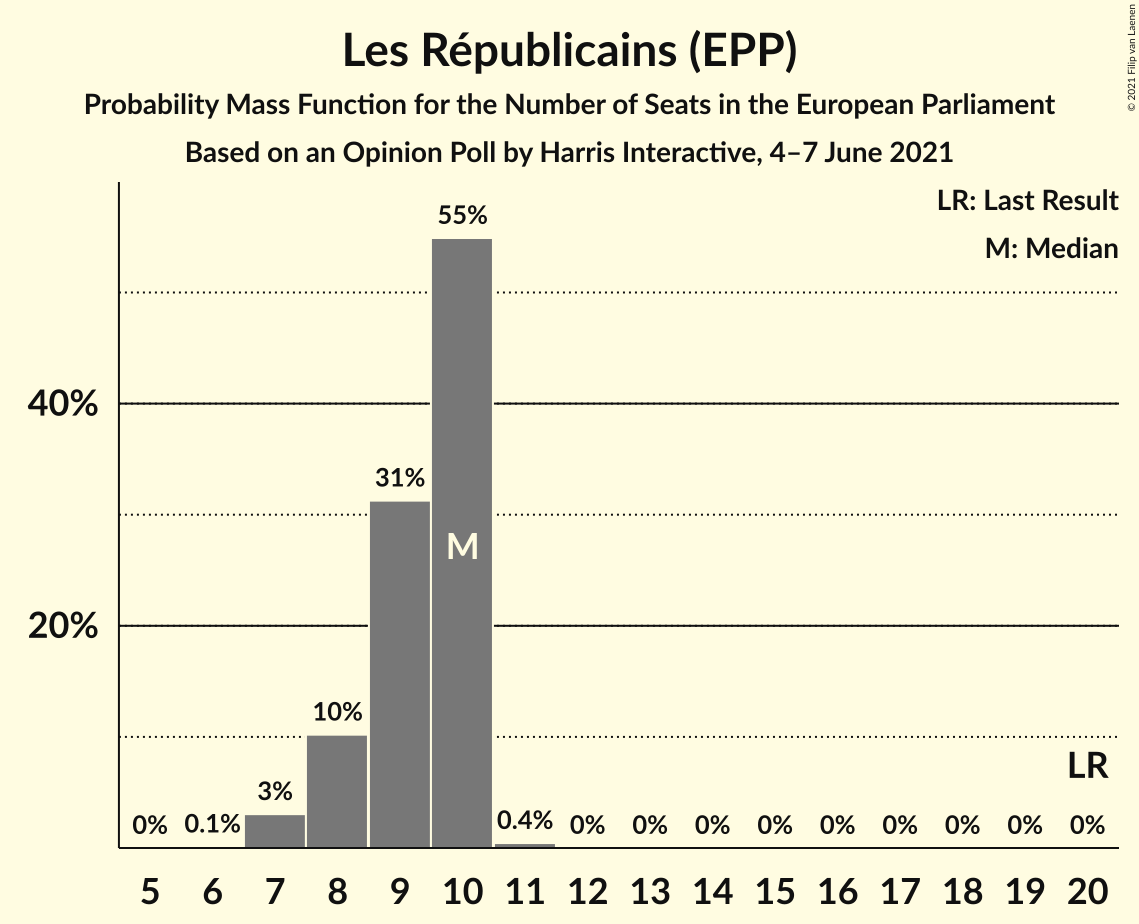 Les Républicains (EPP)
Probability Mass Function for the Number of Seats in the European Parliament
Based on an Opinion Poll by Harris Interactive, 4–7 June 2021
© 2021 Filip van Laenen
LR: Last Result
M: Median
55%
40%
31%
M
20%
10%
LR
3%
0% 0.1% 0.4% 0% 0% 0% 0% 0% 0% 0% 0% 0%
5 6 7 8 9 10 11 12 13 14 15 16 17 18 19 20